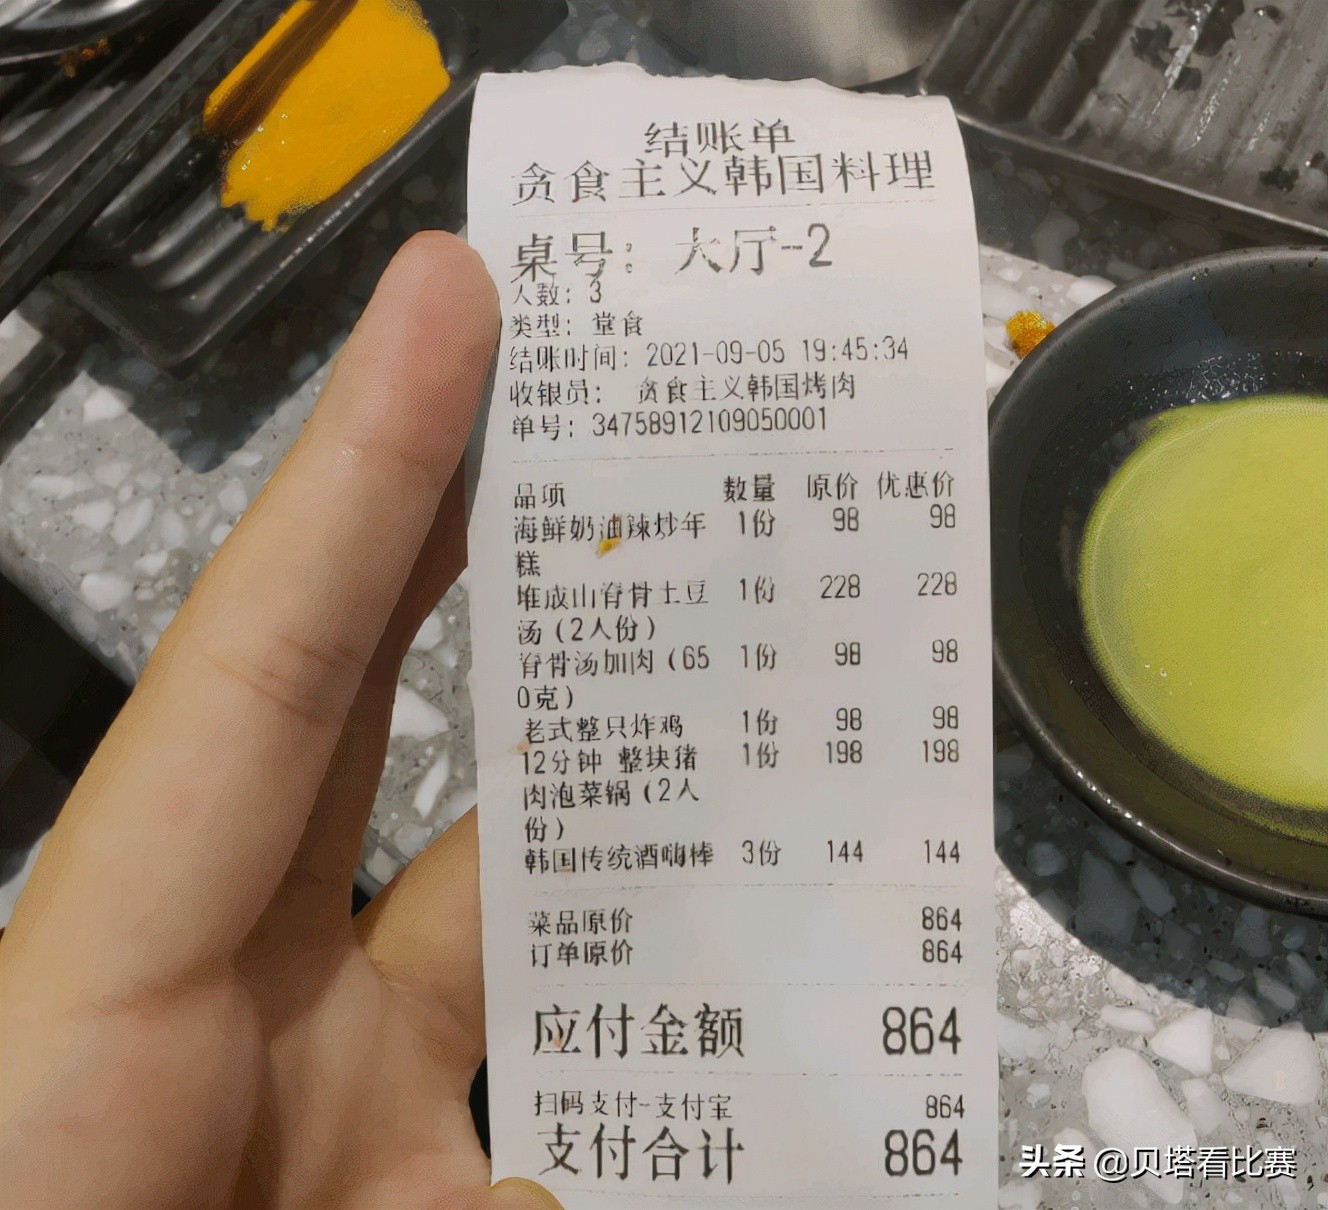 结账单
贪食主义韩国料理
桌号：大厅-2
人数：3
类型：堂食
结账时间：2021-09-05 19:45:34
收银员： 贪食主义韩国烤肉
单号：34758912109050001
品项 数量 原价 优惠价
海鲜奶油辣炒年 1份 98 98
糕
堆成山脊骨土豆 1份 228 228
汤（2人份）
脊骨汤加肉（65 1份 98 98
0克）
老式整只炸鸡 1份 98 98
12分钟 整块猪 1份 198 198
肉泡菜锅（2人
份）
韩国传统酒嗨棒 3份 144 144
菜品原价 864
订单原价 864
应付金额 864
扫码支付-支付宝 864
支付合计 864
头条 @贝塔看比赛